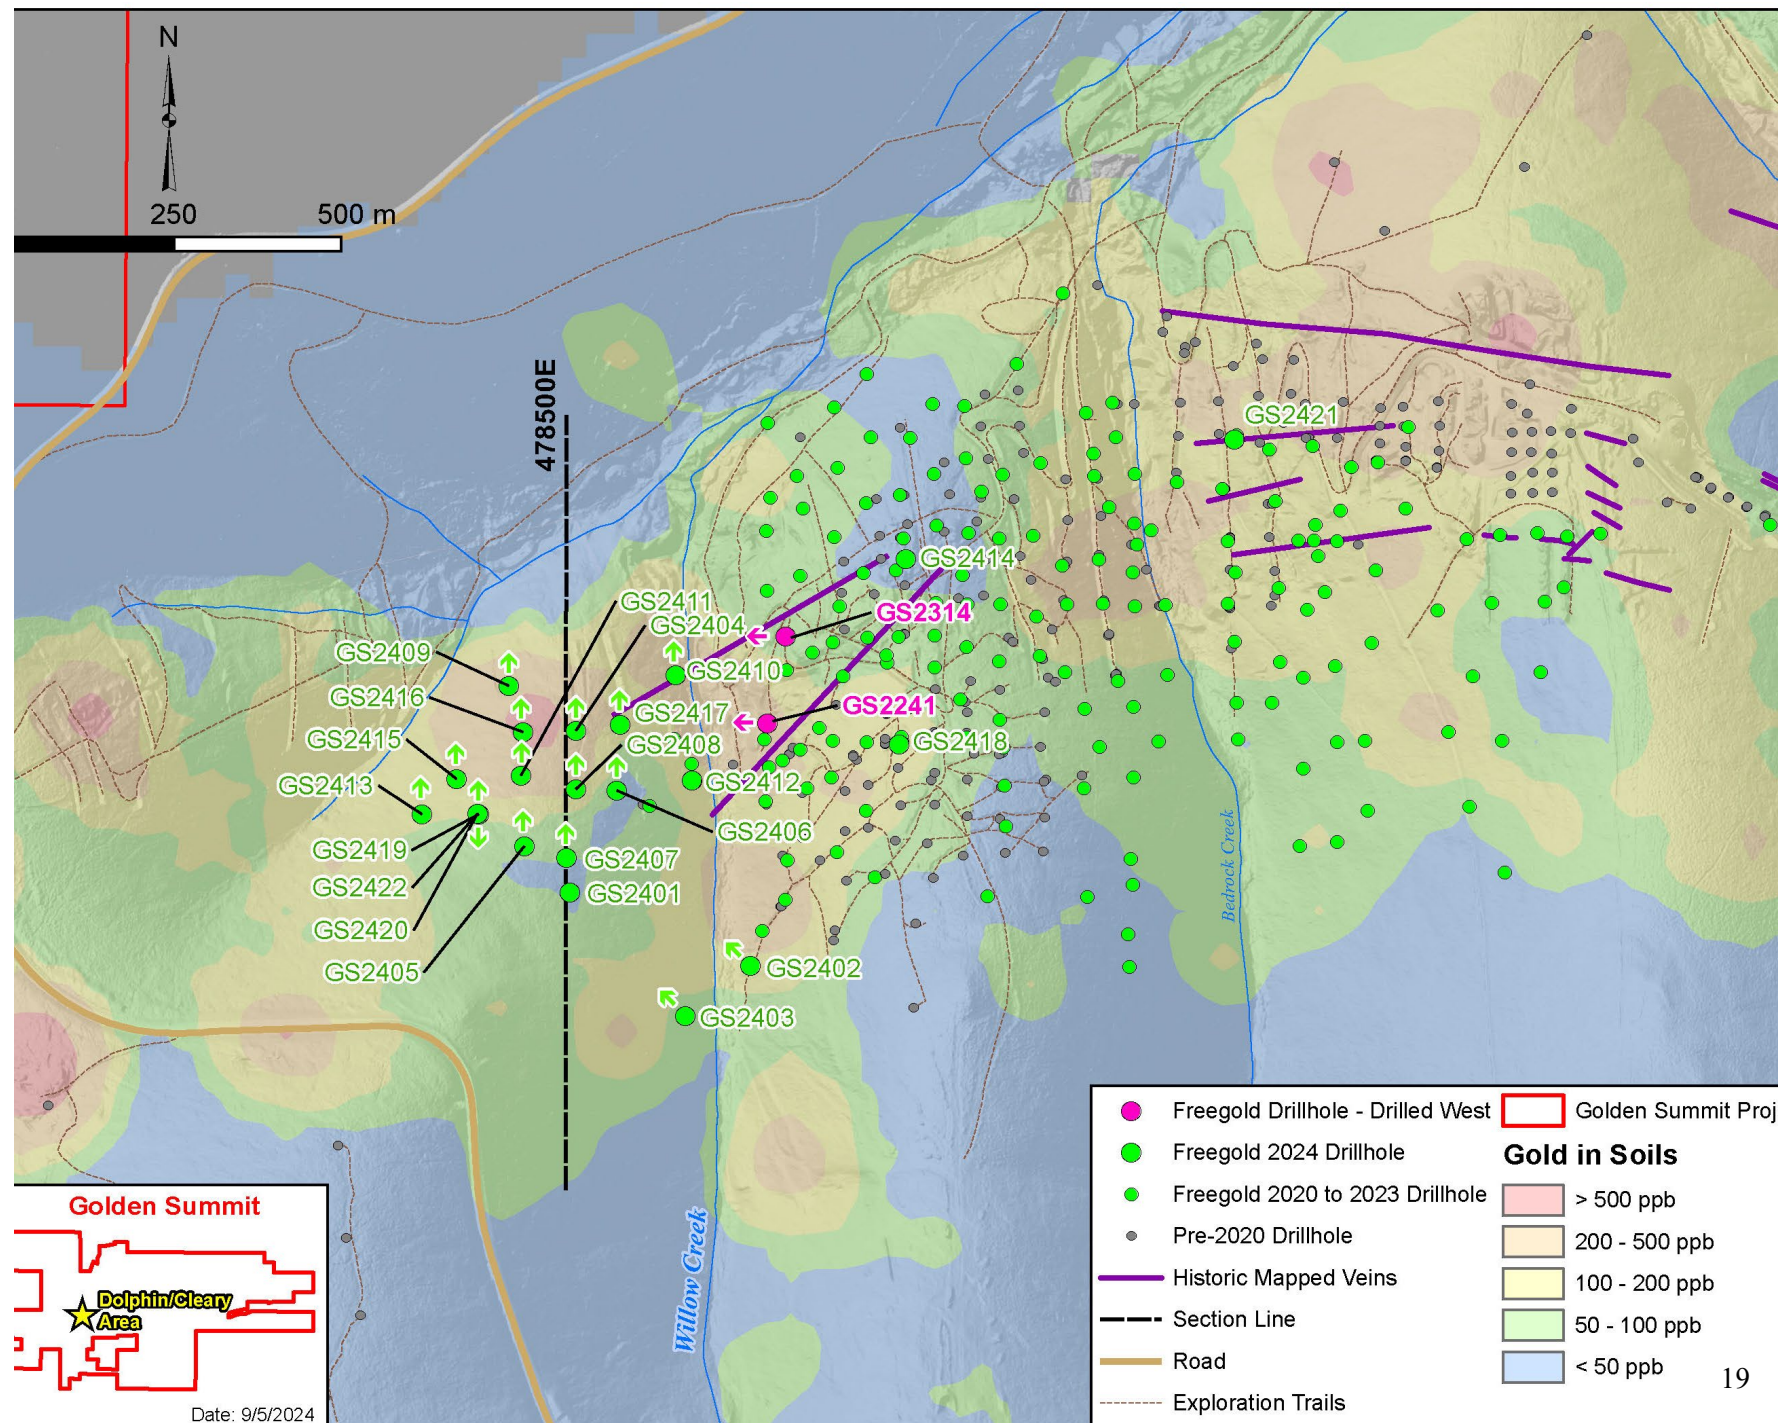 N
250 500 m
478500E
GS2421
GS2414
GS2411
GS2404
GS2314
GS2409
GS2410
GS2416
GS2417
GS2241
GS2415
GS2408
GS2418
GS2413
GS2412
GS2406
GS2419
GS2407
GS2422
GS2401
GS2420
GS2405
GS2402
GS2403
Bedrock Creek
Willow Creek
Golden Summit
Dolphin/Cleary
Area
Date: 9/5/2024
Freegold Drillhole - Drilled West
Freegold 2024 Drillhole
Freegold 2020 to 2023 Drillhole
Pre-2020 Drillhole
Historic Mapped Veins
Section Line
Road
Exploration Trails
Golden Summit Proj
Gold in Soils
> 500 ppb
200 - 500 ppb
100 - 200 ppb
50 - 100 ppb
< 50 ppb
19